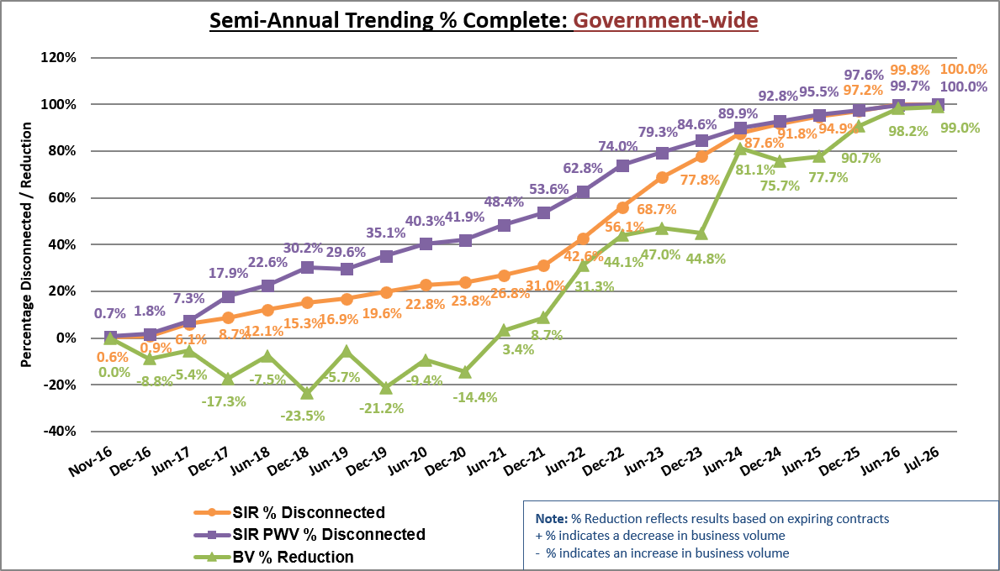 Semi-Annual Trending % Complete: Government-wide
Percentage Disconnected / Reduction
120%
100%
80%
60%
40%
20%
0%
-20%
-40%
0.7%
1.8%
7.3%
17.9%
22.6%
30.2%
29.6%
35.1%
40.3%
41.9%
48.4%
53.6%
62.8%
74.0%
79.3%
84.6%
89.9%
92.8%
95.5%
97.6%
99.7%
100.0%
0.6%
0.9%
6.1%
8.7%
12.1%
15.3%
16.9%
19.6%
22.8%
23.8%
26.8%
31.0%
42.6%
56.1%
68.7%
77.8%
87.6%
91.8%
94.9%
97.2%
99.8%
100.0%
0.0%
-8.8%
-5.4%
-17.3%
-7.5%
-23.5%
-5.7%
-21.2%
-9.4%
-14.4%
3.4%
8.7%
31.3%
44.1%
47.0%
44.8%
81.1%
75.7%
77.7%
90.7%
98.2%
99.0%
Nov-16
Dec-16
Jun-17
Dec-17
Jun-18
Dec-18
Jun-19
Dec-19
Jun-20
Dec-20
Jun-21
Dec-21
Jun-22
Dec-22
Jun-23
Dec-23
Jun-24
Dec-24
Jun-25
Dec-25
Jun-26
Jul-26
SIR % Disconnected
SIR PWV % Disconnected
BV % Reduction
Note: % Reduction reflects results based on expiring contracts
+ % indicates a decrease in business volume
- % indicates an increase in business volume